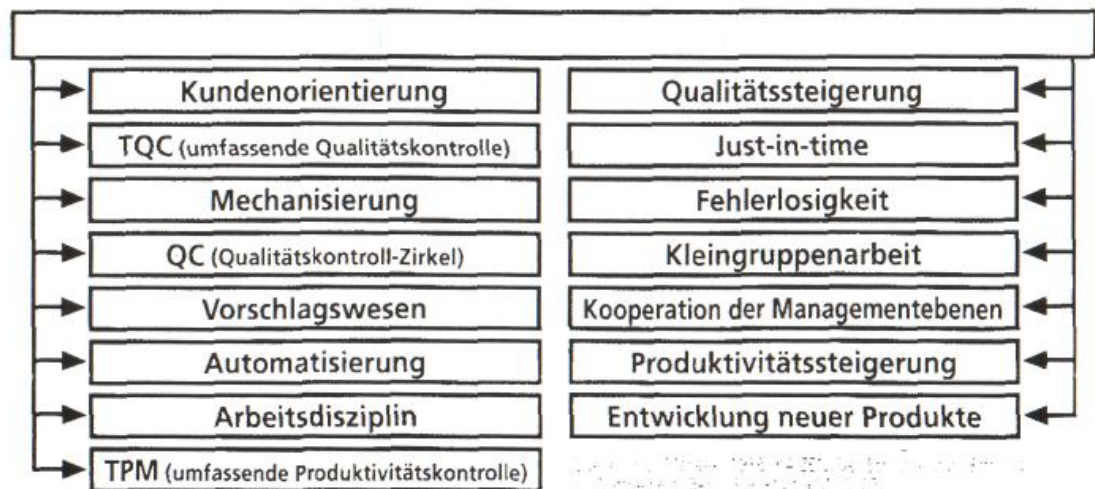 Kundenorientierung
TQC (umfassende Qualitätskontrolle)
Mechanisierung
QC (Qualitätskontroll-Zirkel)
Vorschlagswesen
Automatisierung
Arbeitsdisziplin
TPM (umfassende Produktivitätskontrolle)
Qualitätssteigerung
Just-in-time
Fehlerlosigkeit
Kleingruppenarbeit
Kooperation der Managementebenen
Produktivitätssteigerung
Entwicklung neuer Produkte